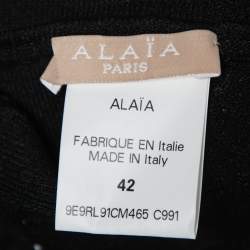 ALAÏA
PARIS
ALAÏA
FABRIQUE EN Italie
MADE IN Italy
42
9E9RL91CM465 C991